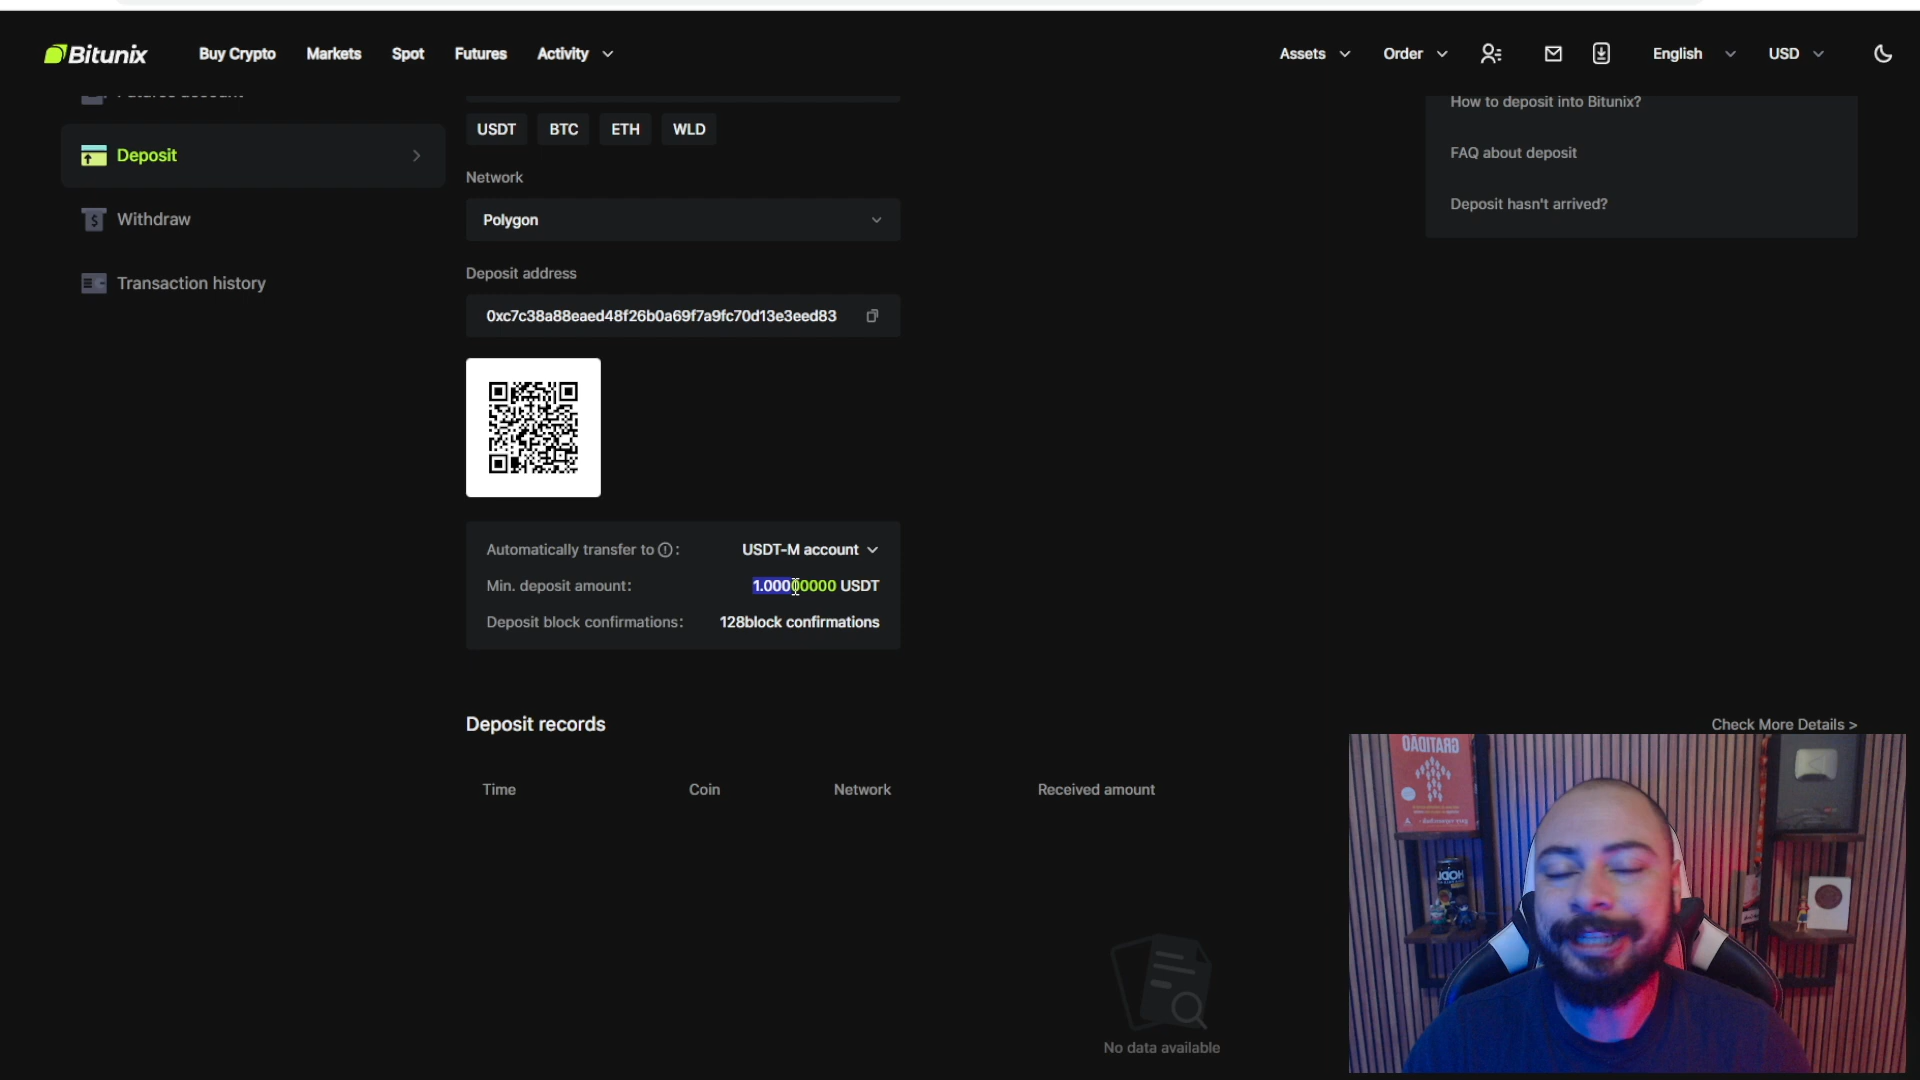 Bitunix
Buy Crypto
Markets
Spot
Futures
Activity
Assets
Order
English
USD
Futures account
Deposit
Withdraw
Transaction history
USDT
BTC
ETH
WLD
Network
Polygon
Deposit address
0xc7c38a88eaed48f26b0a69f7a9fc70d13e3eed83
Automatically transfer to :
USDT-M account
Min. deposit amount:
1.00000000 USDT
Deposit block confirmations:
128block confirmations
How to deposit into Bitunix?
FAQ about deposit
Deposit hasn't arrived?
Deposit records
Check More Details >
Time
Coin
Network
Received amount
No data available
GRATIDÃO